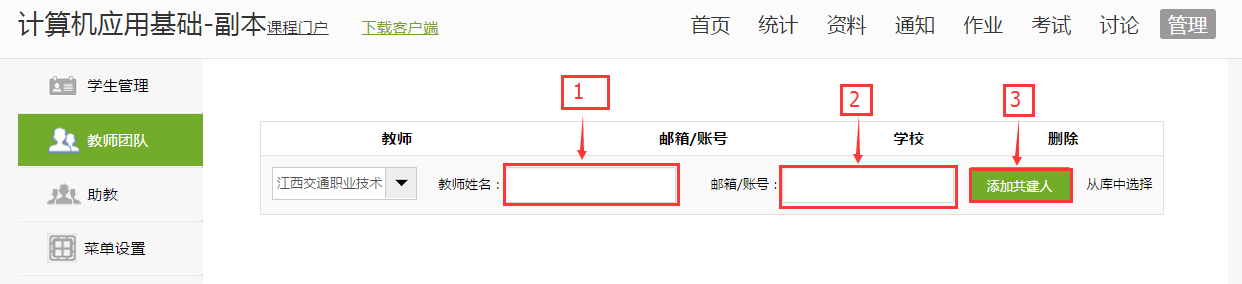 计算机应用基础-副本课程门户 下载客户端 首页 统计 资料 通知 作业 考试 讨论 管理
学生管理
教师团队
助教
菜单设置
1 2 3
教师 邮箱/账号 学校 删除
江西交通职业技术 教师姓名： 邮箱/账号： 添加共建人 从库中选择